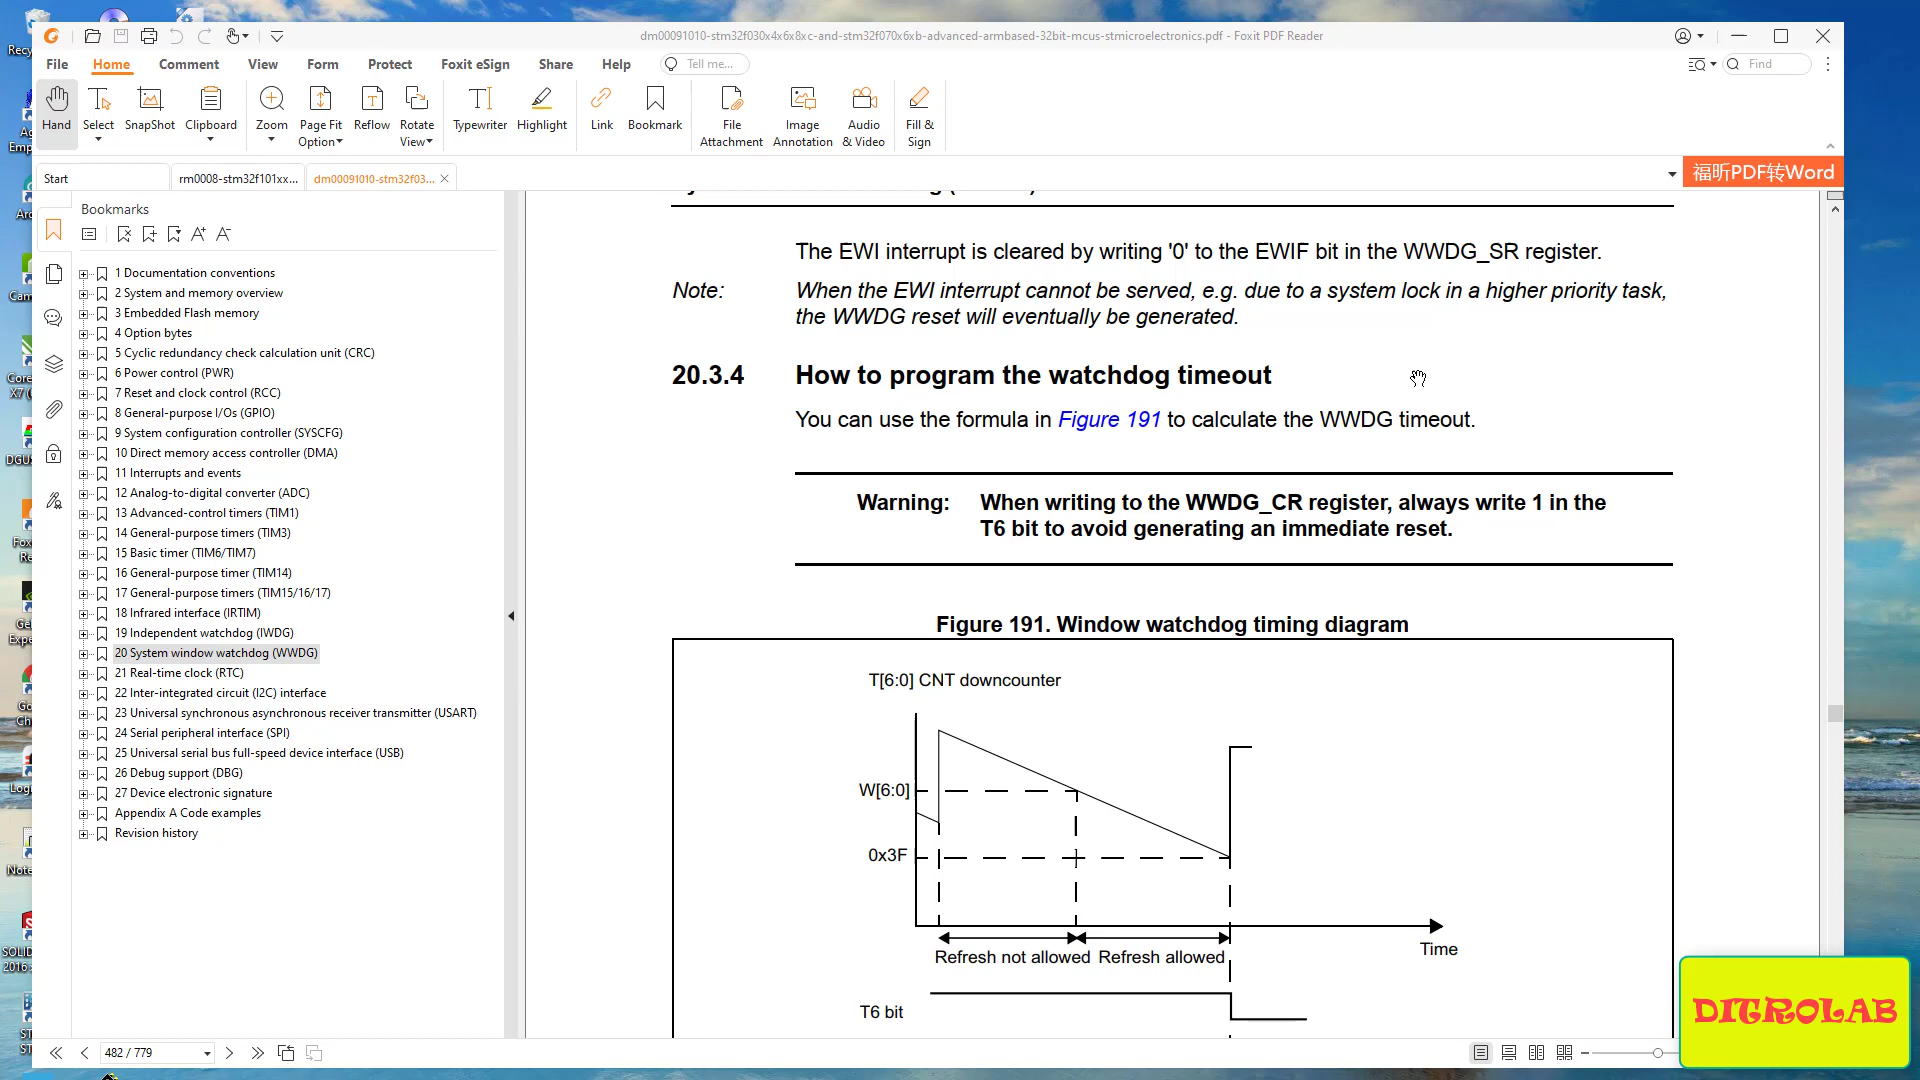 dm00091010-stm32f030x4x6x8xc-and-stm32f070x6xb-advanced-armbased-32bit-mcus-stmicroelectronics.pdf - Foxit PDF Reader
File Home Comment View Form Protect Foxit eSign Share Help Tell me... Find
Hand Select SnapShot Clipboard Zoom Page Fit Option Reflow Rotate View Typewriter Highlight Link Bookmark File Attachment Image Annotation Audio & Video Fill & Sign
Start rm0008-stm32f101xx... dm00091010-stm32f03... 福昕PDF转Word
Bookmarks
1 Documentation conventions
2 System and memory overview
3 Embedded Flash memory
4 Option bytes
5 Cyclic redundancy check calculation unit (CRC)
6 Power control (PWR)
7 Reset and clock control (RCC)
8 General-purpose I/Os (GPIO)
9 System configuration controller (SYSCFG)
10 Direct memory access controller (DMA)
11 Interrupts and events
12 Analog-to-digital converter (ADC)
13 Advanced-control timers (TIM1)
14 General-purpose timers (TIM3)
15 Basic timer (TIM6/TIM7)
16 General-purpose timer (TIM14)
17 General-purpose timers (TIM15/16/17)
18 Infrared interface (IRTIM)
19 Independent watchdog (IWDG)
20 System window watchdog (WWDG)
21 Real-time clock (RTC)
22 Inter-integrated circuit (I2C) interface
23 Universal synchronous asynchronous receiver transmitter (USART)
24 Serial peripheral interface (SPI)
25 Universal serial bus full-speed device interface (USB)
26 Debug support (DBG)
27 Device electronic signature
Appendix A Code examples
Revision history
The EWI interrupt is cleared by writing '0' to the EWIF bit in the WWDG_SR register.
Note: When the EWI interrupt cannot be served, e.g. due to a system lock in a higher priority task,
the WWDG reset will eventually be generated.
20.3.4 How to program the watchdog timeout
You can use the formula in Figure 191 to calculate the WWDG timeout.
Warning: When writing to the WWDG_CR register, always write 1 in the
T6 bit to avoid generating an immediate reset.
Figure 191. Window watchdog timing diagram
T[6:0] CNT downcounter
W[6:0]
0x3F
Time
Refresh not allowed Refresh allowed
T6 bit
482 / 779
DITROLAB